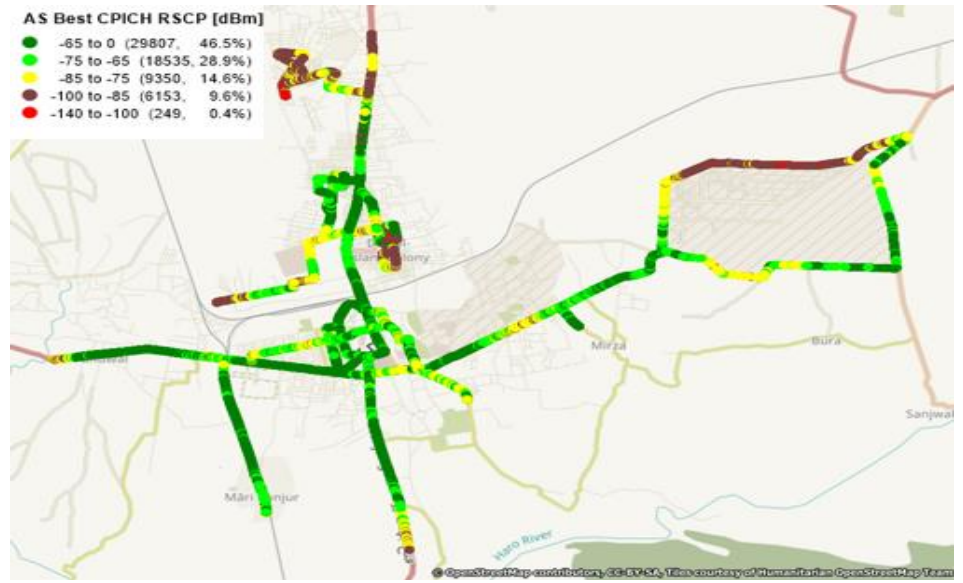 AS Best CPICH RSCP [dBm]
-65 to 0 (29807, 46.5%)
-75 to -65 (18535, 28.9%)
-85 to -75 (9350, 14.6%)
-100 to -85 (6153, 9.6%)
-140 to -100 (249, 0.4%)
Mirza
Bura
Sanjwal
Haro River
© OpenStreetMap contributors, CC-BY-SA, Tiles courtesy of Humanitarian OpenStreetMap Team